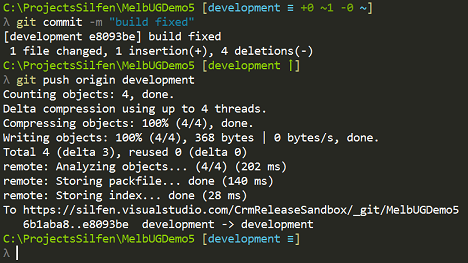 C:\ProjectsSilfen\MelbUGDemo5 [development ≡ +0 ~1 -0 ~]
λ git commit -m "build fixed"
[development e8093be] build fixed
 1 file changed, 1 insertion(+), 4 deletions(-)
C:\ProjectsSilfen\MelbUGDemo5 [development ↑]
λ git push origin development
Counting objects: 4, done.
Delta compression using up to 4 threads.
Compressing objects: 100% (4/4), done.
Writing objects: 100% (4/4), 368 bytes | 0 bytes/s, done.
Total 4 (delta 3), reused 0 (delta 0)
remote: Analyzing objects... (4/4) (202 ms)
remote: Storing packfile... done (140 ms)
remote: Storing index... done (28 ms)
To https://silfen.visualstudio.com/CrmReleaseSandbox/_git/MelbUGDemo5
   6b1aba8..e8093be  development -> development
C:\ProjectsSilfen\MelbUGDemo5 [development ≡]
λ